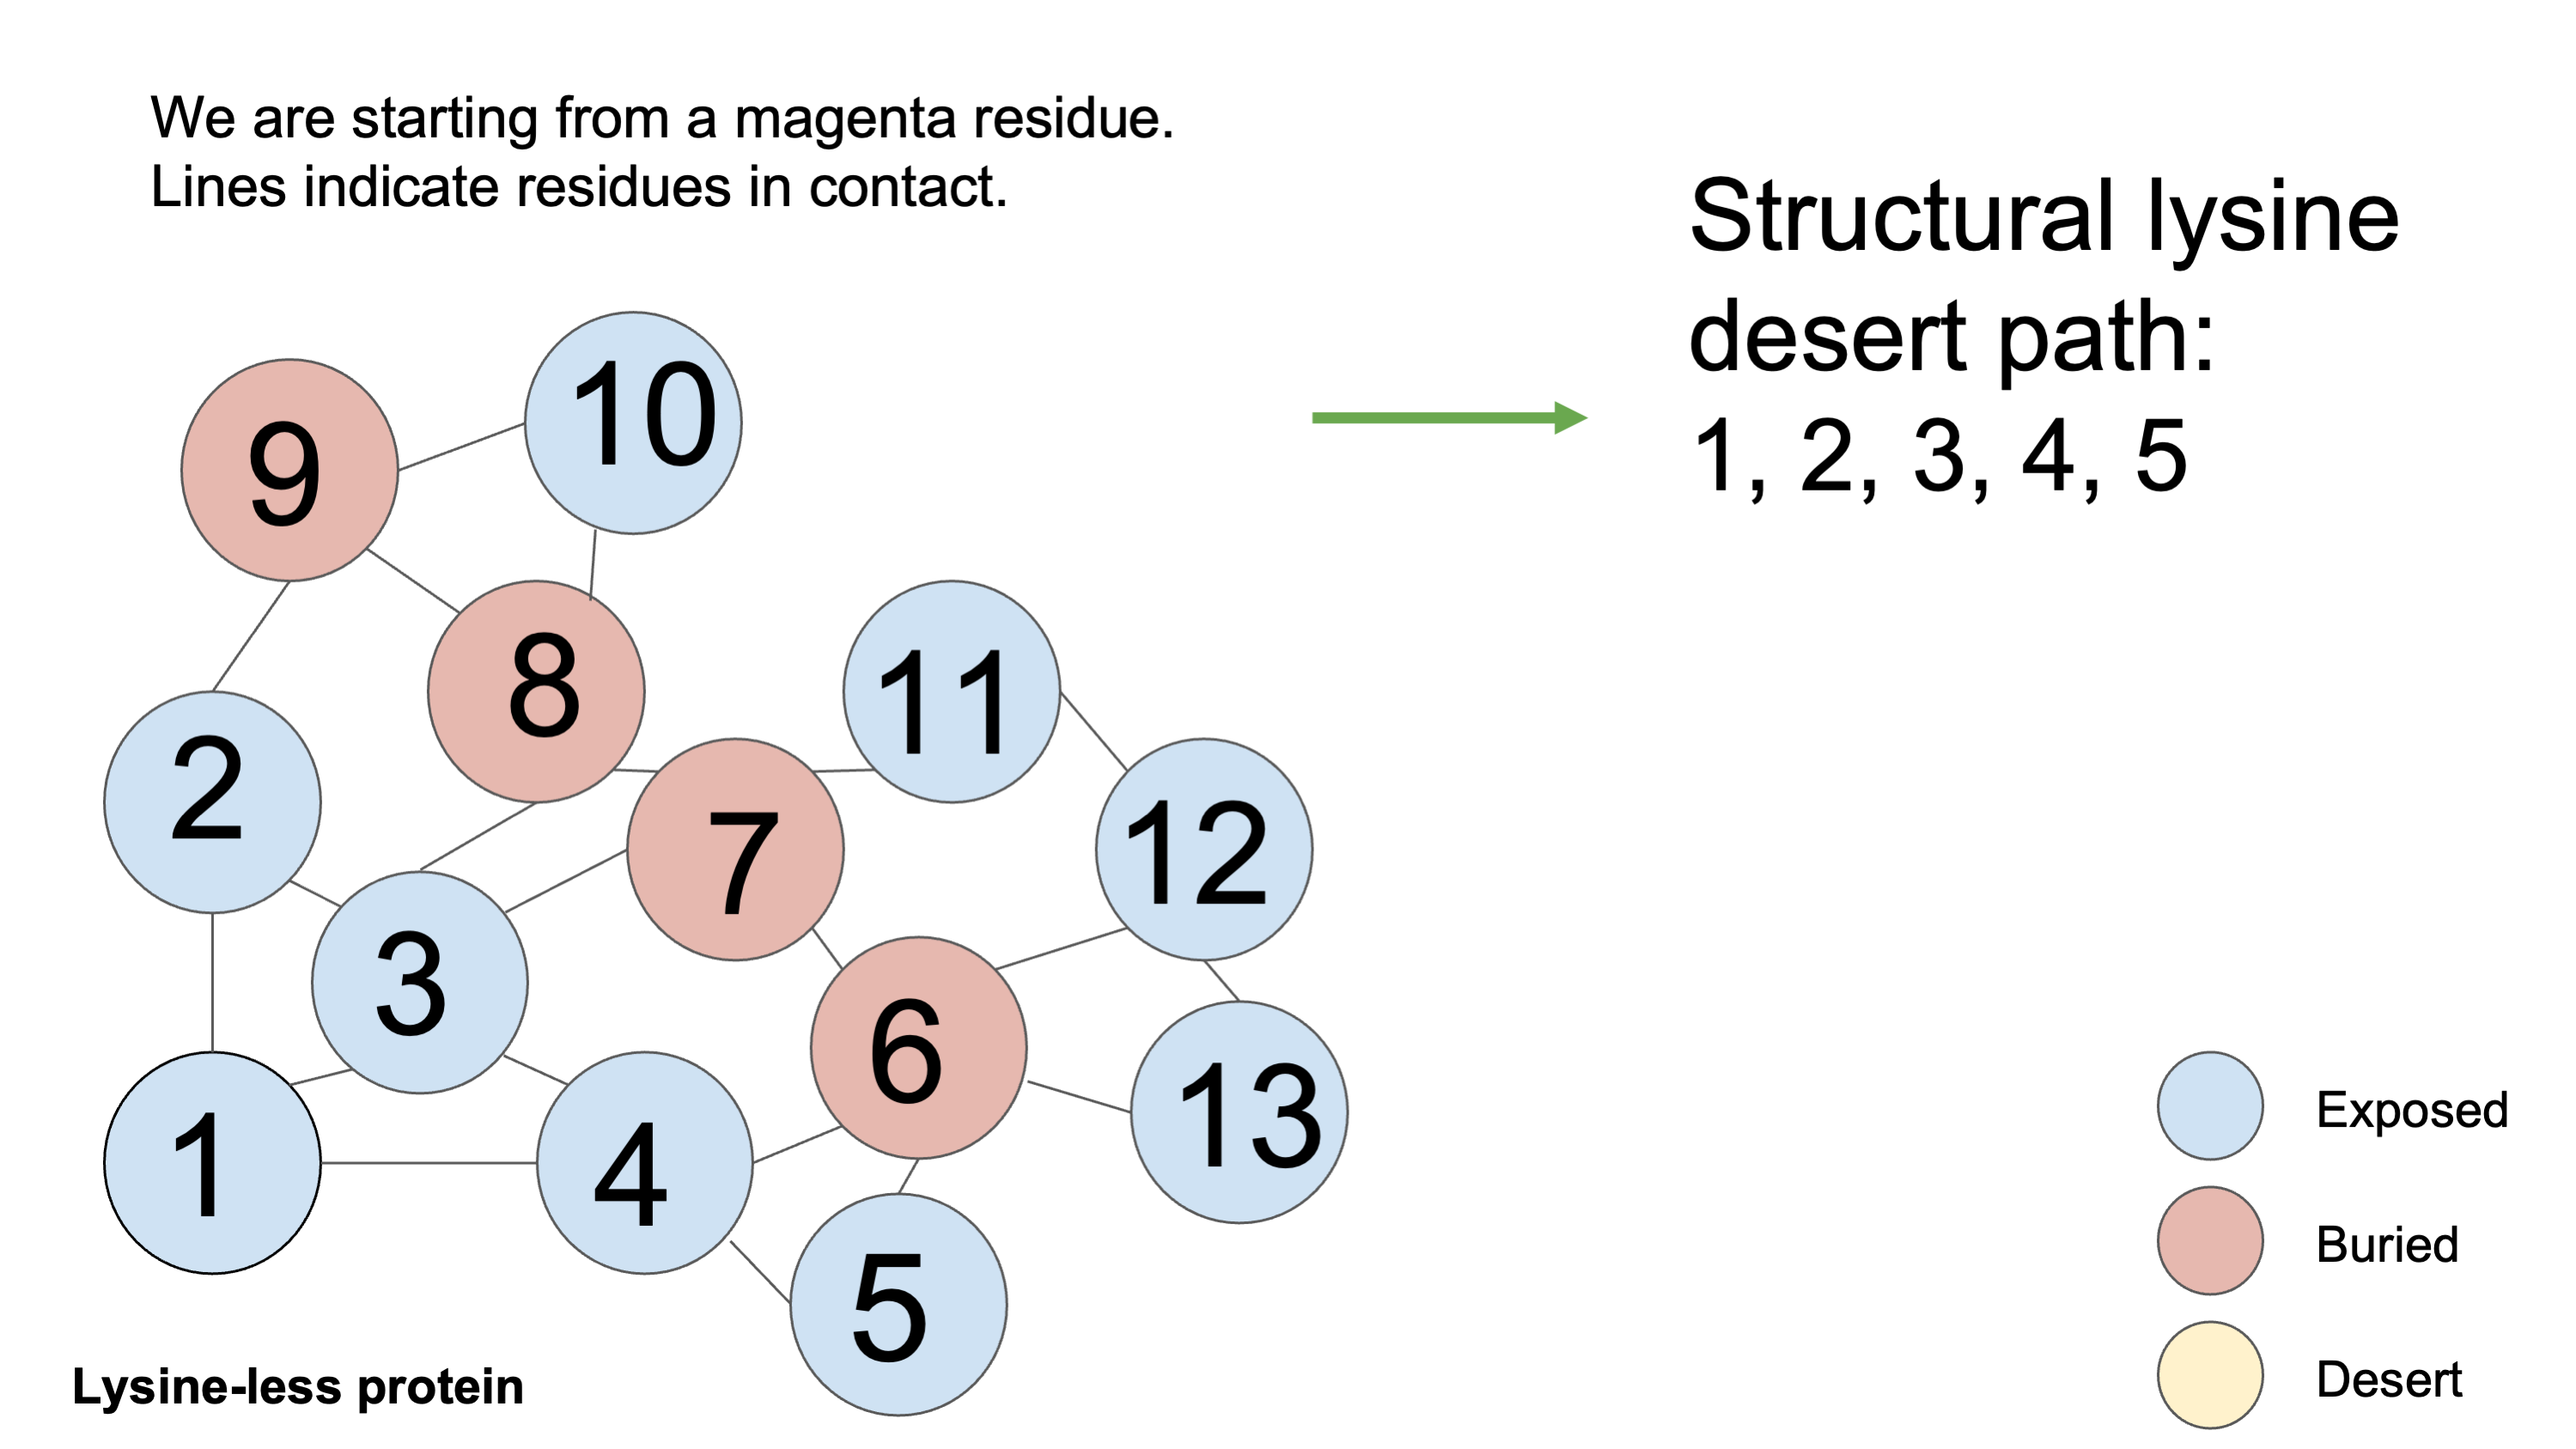 We are starting from a magenta residue.
Lines indicate residues in contact.
Structural lysine
desert path:
1, 2, 3, 4, 5
10
9
8
11
2
7
12
3
6
13
1
4
5
Exposed
Buried
Desert
Lysine-less protein